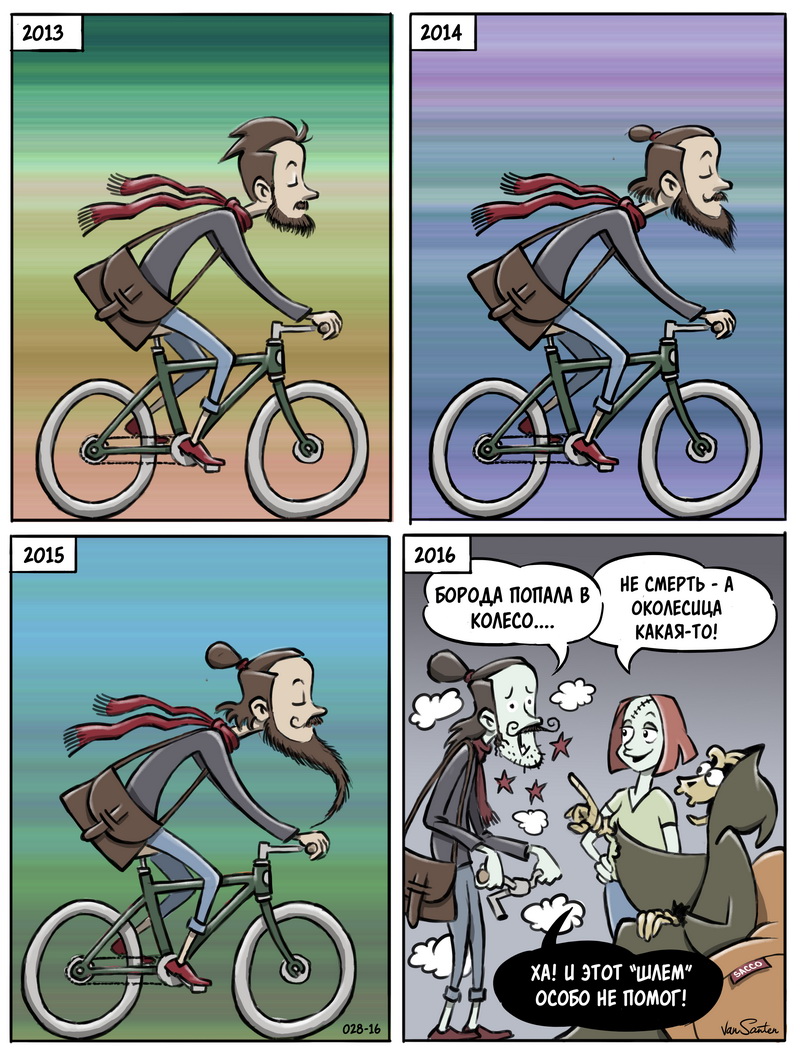 2013
2014
2015
028-16
2016
БОРОДА ПОПАЛА В
КОЛЕСО....
НЕ СМЕРТЬ - А
ОКОЛЕСИЦА
КАКАЯ-ТО!
ХА! И ЭТОТ "ШЛЕМ"
ОСОБО НЕ ПОМОГ!
SACCO
VanSanter